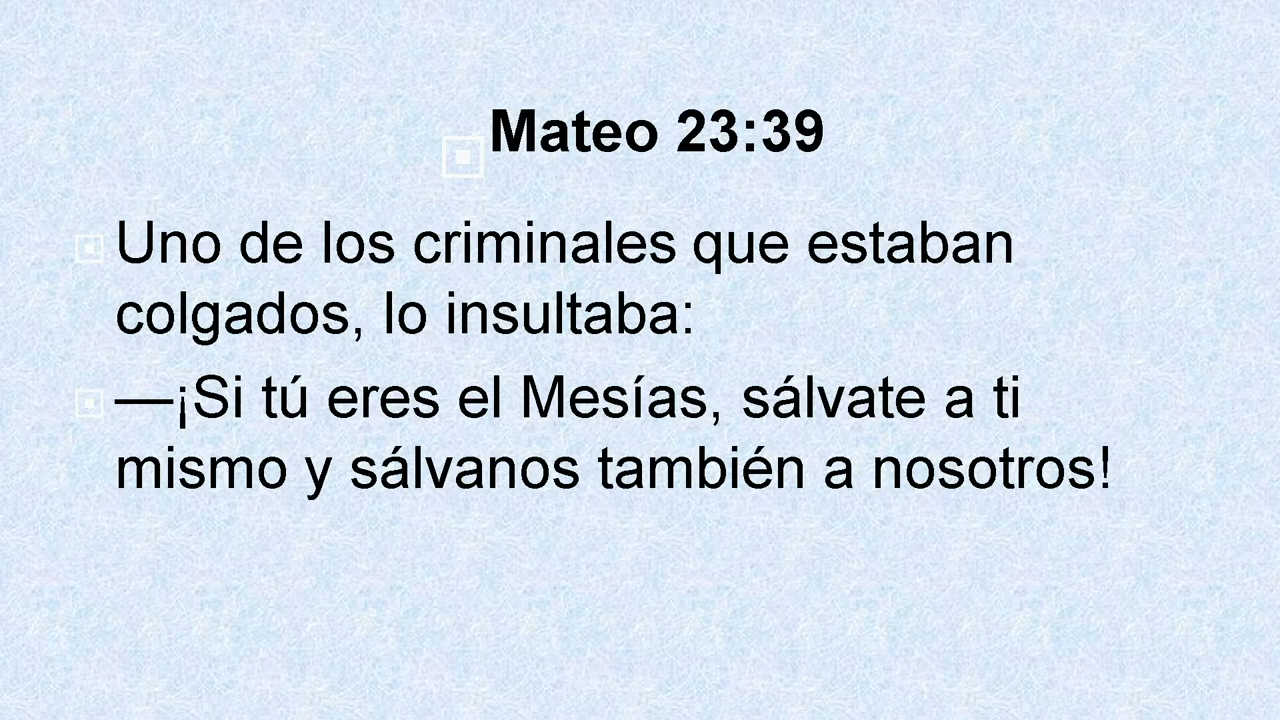 Mateo 23:39
Uno de los criminales que estaban
colgados, lo insultaba:
—¡Si tú eres el Mesías, sálvate a ti
mismo y sálvanos también a nosotros!